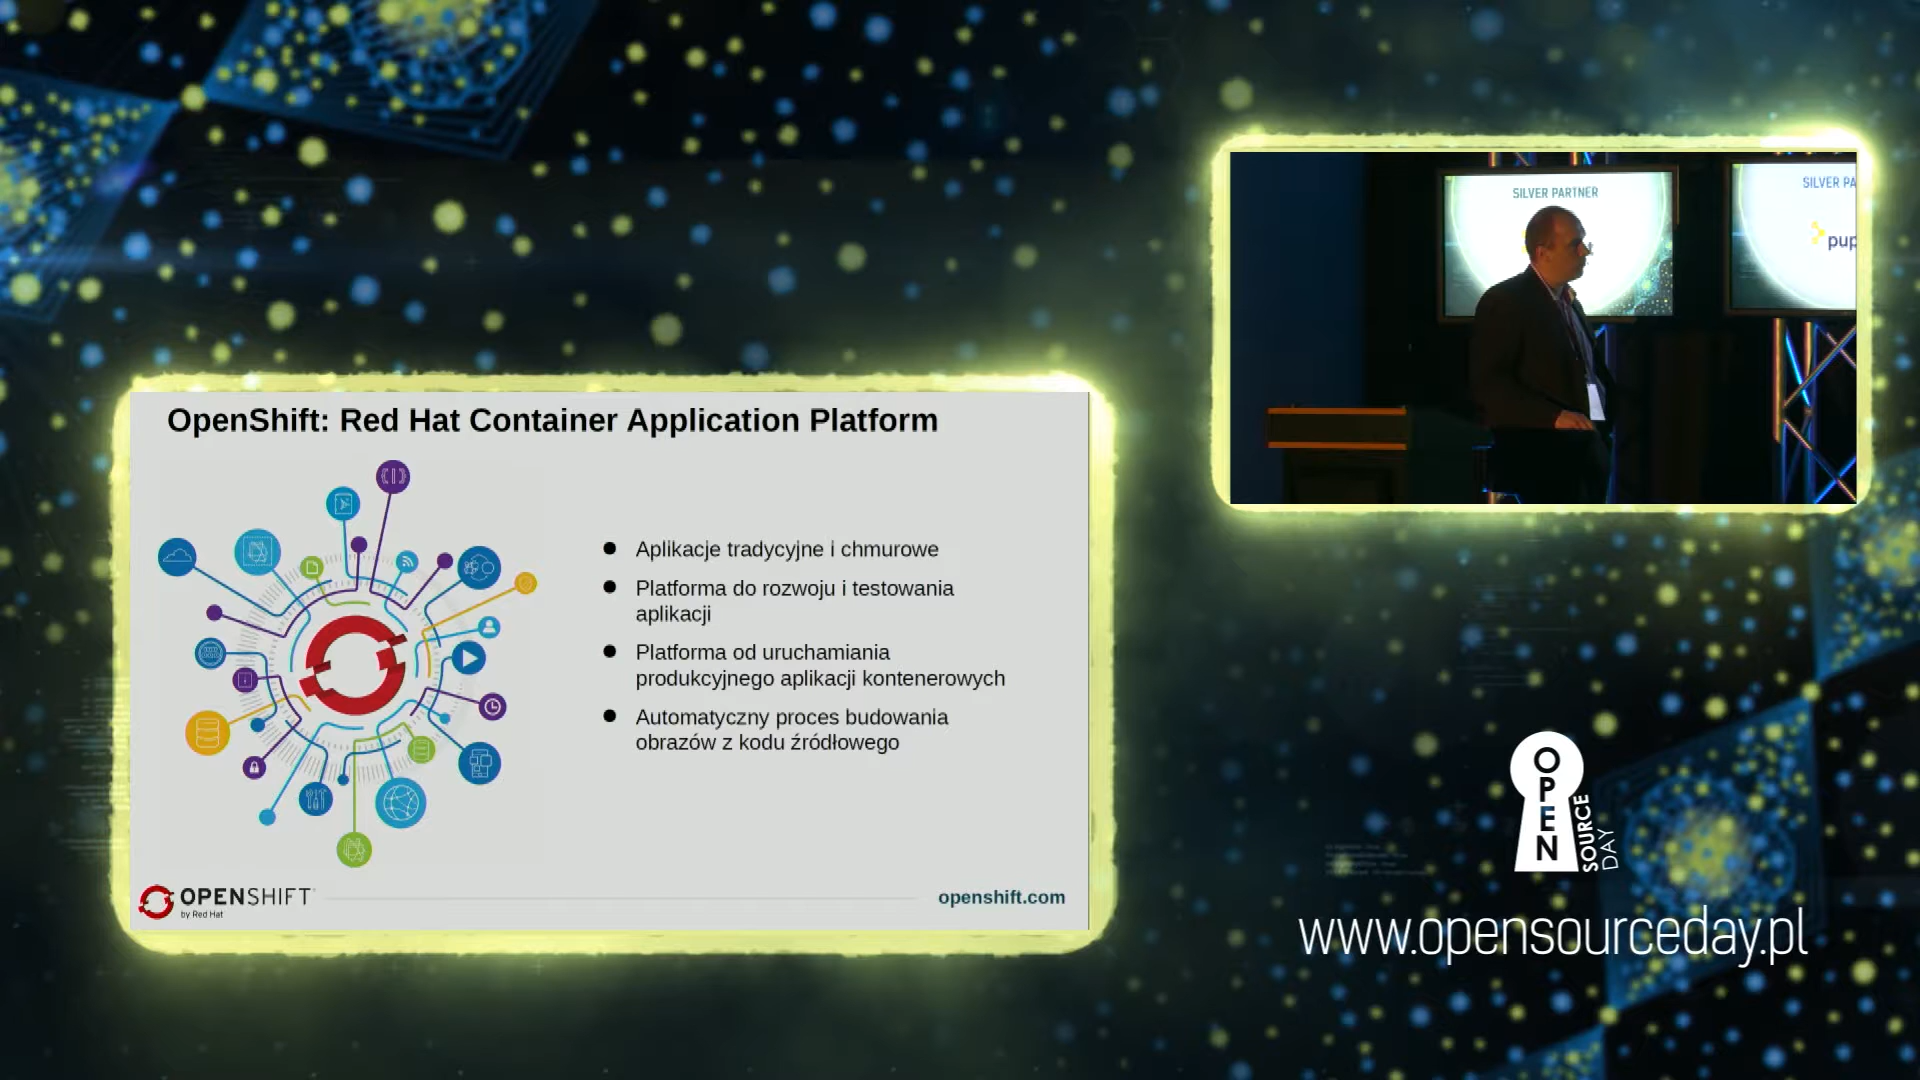 OpenShift: Red Hat Container Application Platform
Aplikacje tradycyjne i chmurowe
Platforma do rozwoju i testowania
aplikacji
Platforma od uruchamiania
produkcyjnego aplikacji kontenerowych
Automatyczny proces budowania
obrazów z kodu źródłowego
OPENSHIFT
by Red Hat
openshift.com
SILVER PARTNER
SILVER PA
pup
OPEN
SOURCE
DAY
www.opensourceday.pl